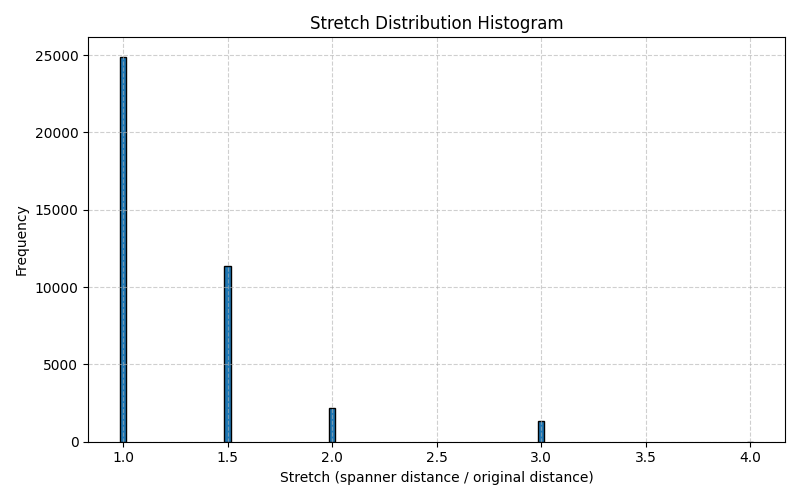 Stretch Distribution Histogram
25000
20000
15000
10000
5000
0
Frequency
1.0 1.5 2.0 2.5 3.0 3.5 4.0
Stretch (spanner distance / original distance)